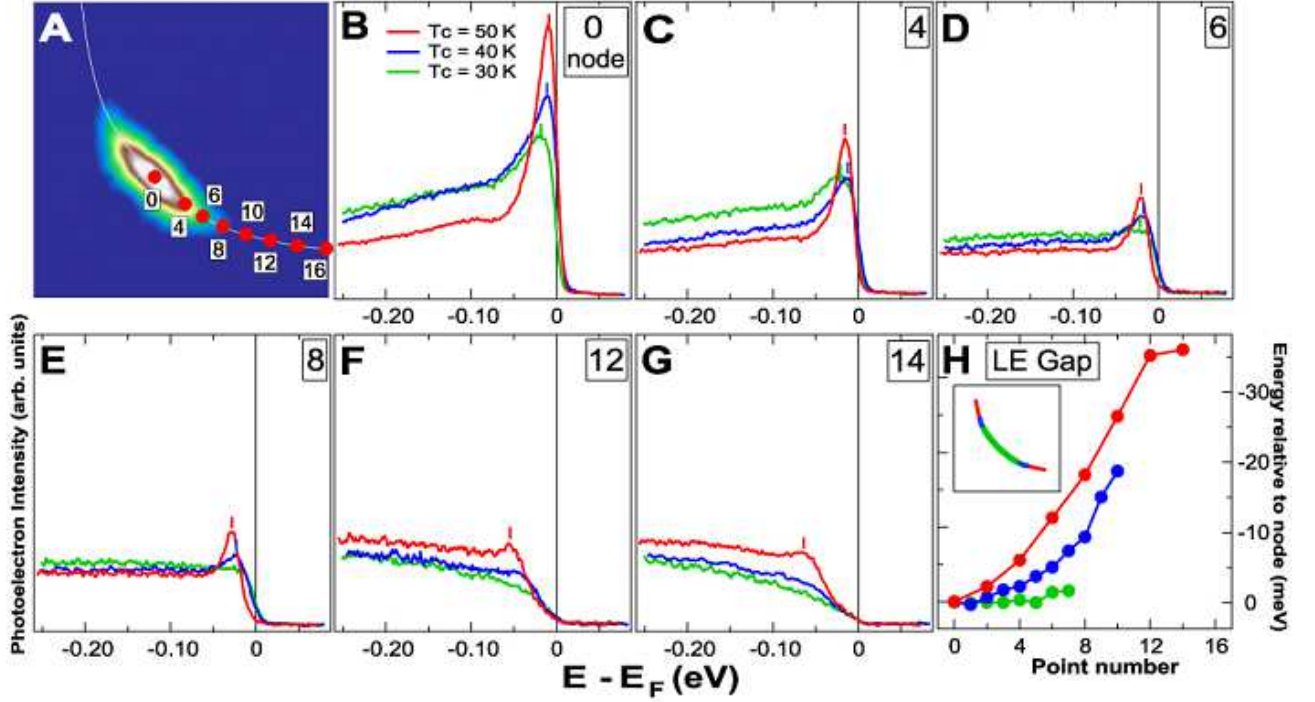 A
0
4
6
8
10
12
14
16
B
Tc = 50 K
Tc = 40 K
Tc = 30 K
0
node
-0.20 -0.10 0
C
4
-0.20 -0.10 0
D
6
-0.20 -0.10 0
Photoelectron Intensity (arb. units)
E
8
-0.20 -0.10 0
F
12
-0.20 -0.10 0
G
14
-0.20 -0.10 0
E - EF (eV)
H
LE Gap
-30
-20
-10
0
Energy relative to node (meV)
0 4 8 12 16
Point number